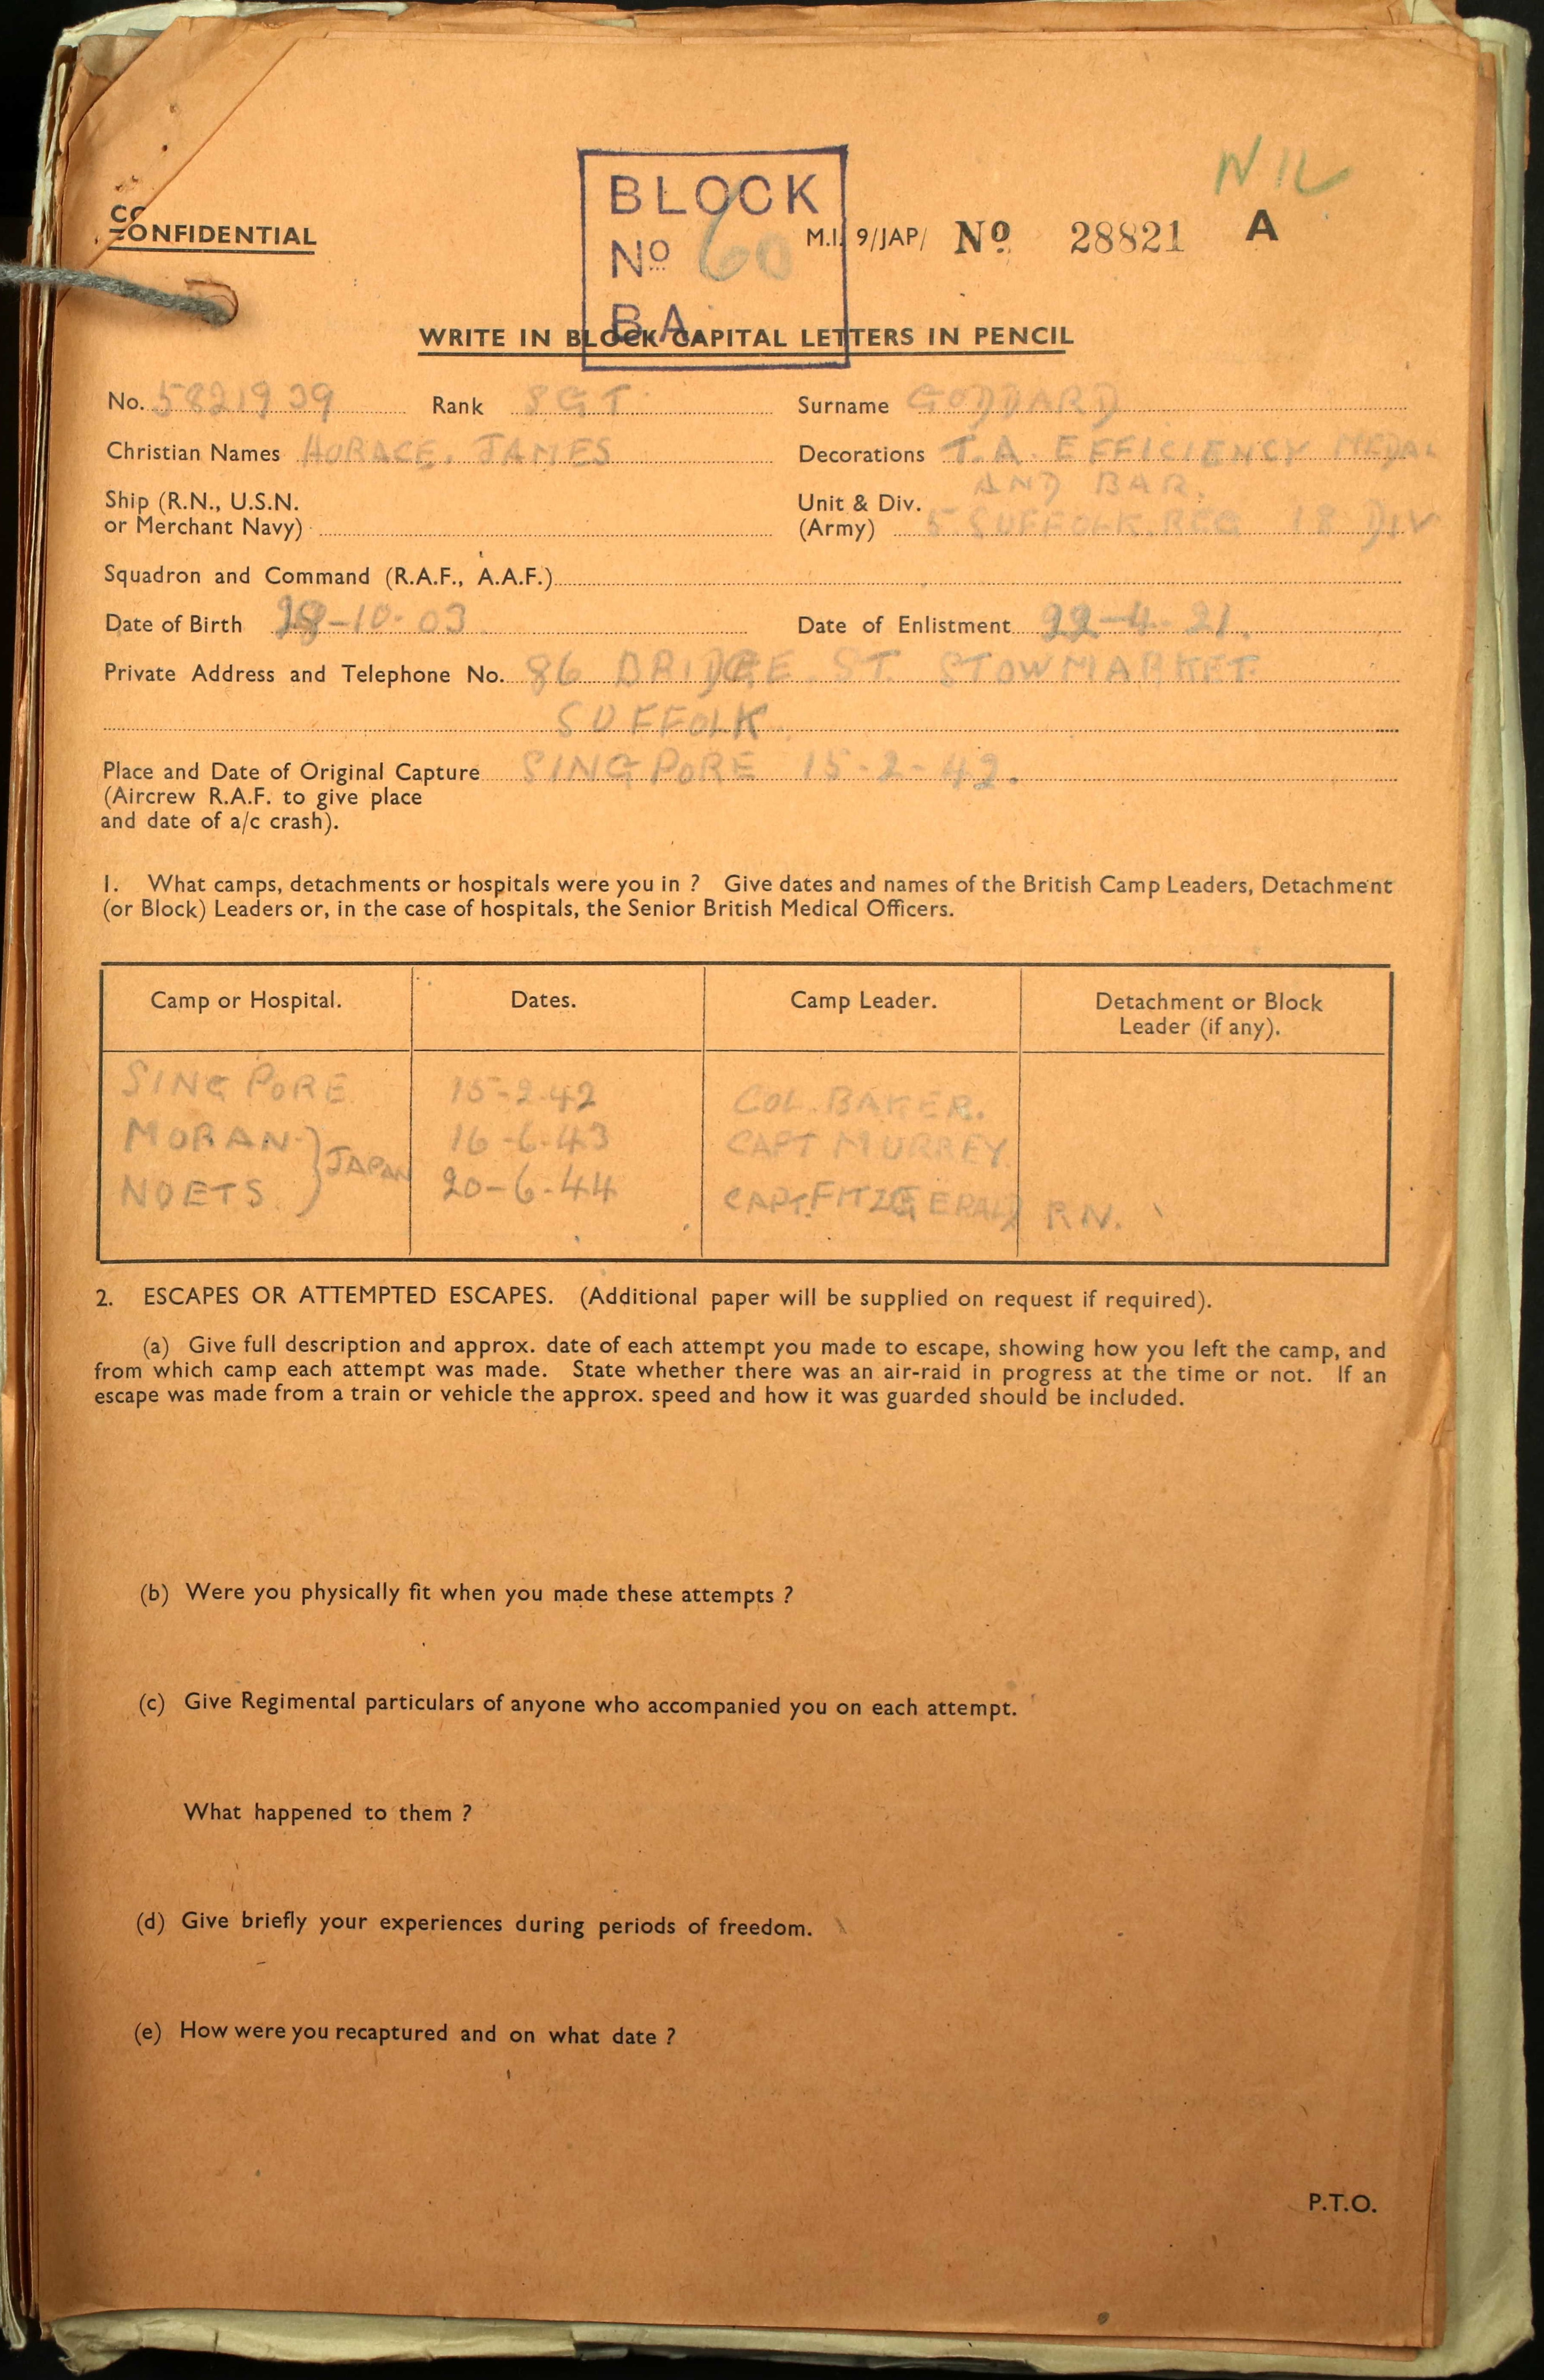 NIL
BLOCK
No 60
BA
CONFIDENTIAL
M.I. 9/JAP/ No 28821 A
WRITE IN BLOCK CAPITAL LETTERS IN PENCIL
No. 5821939 Rank SGT Surname GODDARD
Christian Names HORACE. JAMES Decorations T.A. EFFICIENCY MEDAL
AND BAR.
Ship (R.N., U.S.N.
or Merchant Navy)
Unit & Div.
(Army) 5 SUFFOLK. REG 18 DIV
Squadron and Command (R.A.F., A.A.F.)
Date of Birth -10-03 Date of Enlistment 22-4-21.
Private Address and Telephone No. 86 BRIDGE ST. STOWMARKET.
SUFFOLK.
Place and Date of Original Capture SINGPORE 15-2-42.
(Aircrew R.A.F. to give place
and date of a/c crash).
1. What camps, detachments or hospitals were you in ? Give dates and names of the British Camp Leaders, Detachment
(or Block) Leaders or, in the case of hospitals, the Senior British Medical Officers.
Camp or Hospital. Dates. Camp Leader. Detachment or Block
Leader (if any).
SINGPORE 15-2-42 COL. BAKER.
MORAN 16-6-43 CAPT MURREY.
JAPAN
NOETS 20-6-44 CAPT. FITZGERALD RN.
2. ESCAPES OR ATTEMPTED ESCAPES. (Additional paper will be supplied on request if required).
(a) Give full description and approx. date of each attempt you made to escape, showing how you left the camp, and
from which camp each attempt was made. State whether there was an air-raid in progress at the time or not. If an
escape was made from a train or vehicle the approx. speed and how it was guarded should be included.
(b) Were you physically fit when you made these attempts ?
(c) Give Regimental particulars of anyone who accompanied you on each attempt.
What happened to them ?
(d) Give briefly your experiences during periods of freedom.
(e) How were you recaptured and on what date ?
P.T.O.